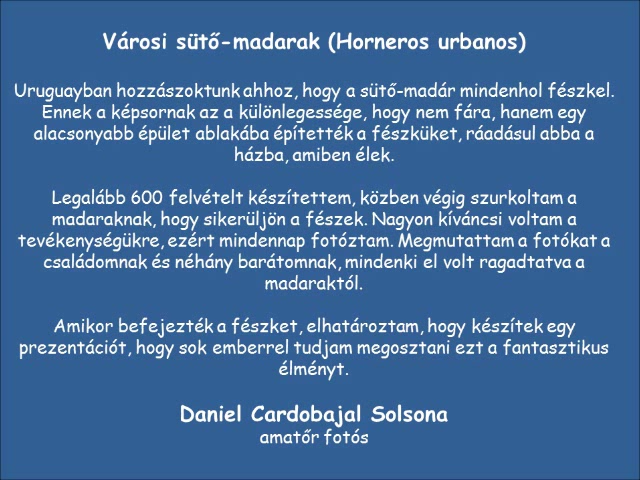 Városi sütő-madarak (Horneros urbanos)
Uruguayban hozzászoktunk ahhoz, hogy a sütő-madár mindenhol fészkel.
Ennek a képsornak az a különlegessége, hogy nem fára, hanem egy
alacsonyabb épület ablakába építették a fészküket, ráadásul abba a
házba, amiben élek.
Legalább 600 felvételt készítettem, közben végig szurkoltam a
madaraknak, hogy sikerüljön a fészek. Nagyon kíváncsi voltam a
tevékenységükre, ezért mindennap fotóztam. Megmutattam a fotókat a
családomnak és néhány barátomnak, mindenki el volt ragadtatva a
madaraktól.
Amikor befejezték a fészket, elhatároztam, hogy készítek egy
prezentációt, hogy sok emberrel tudjam megosztani ezt a fantasztikus
élményt.
Daniel Cardobajal Solsona
amatőr fotós